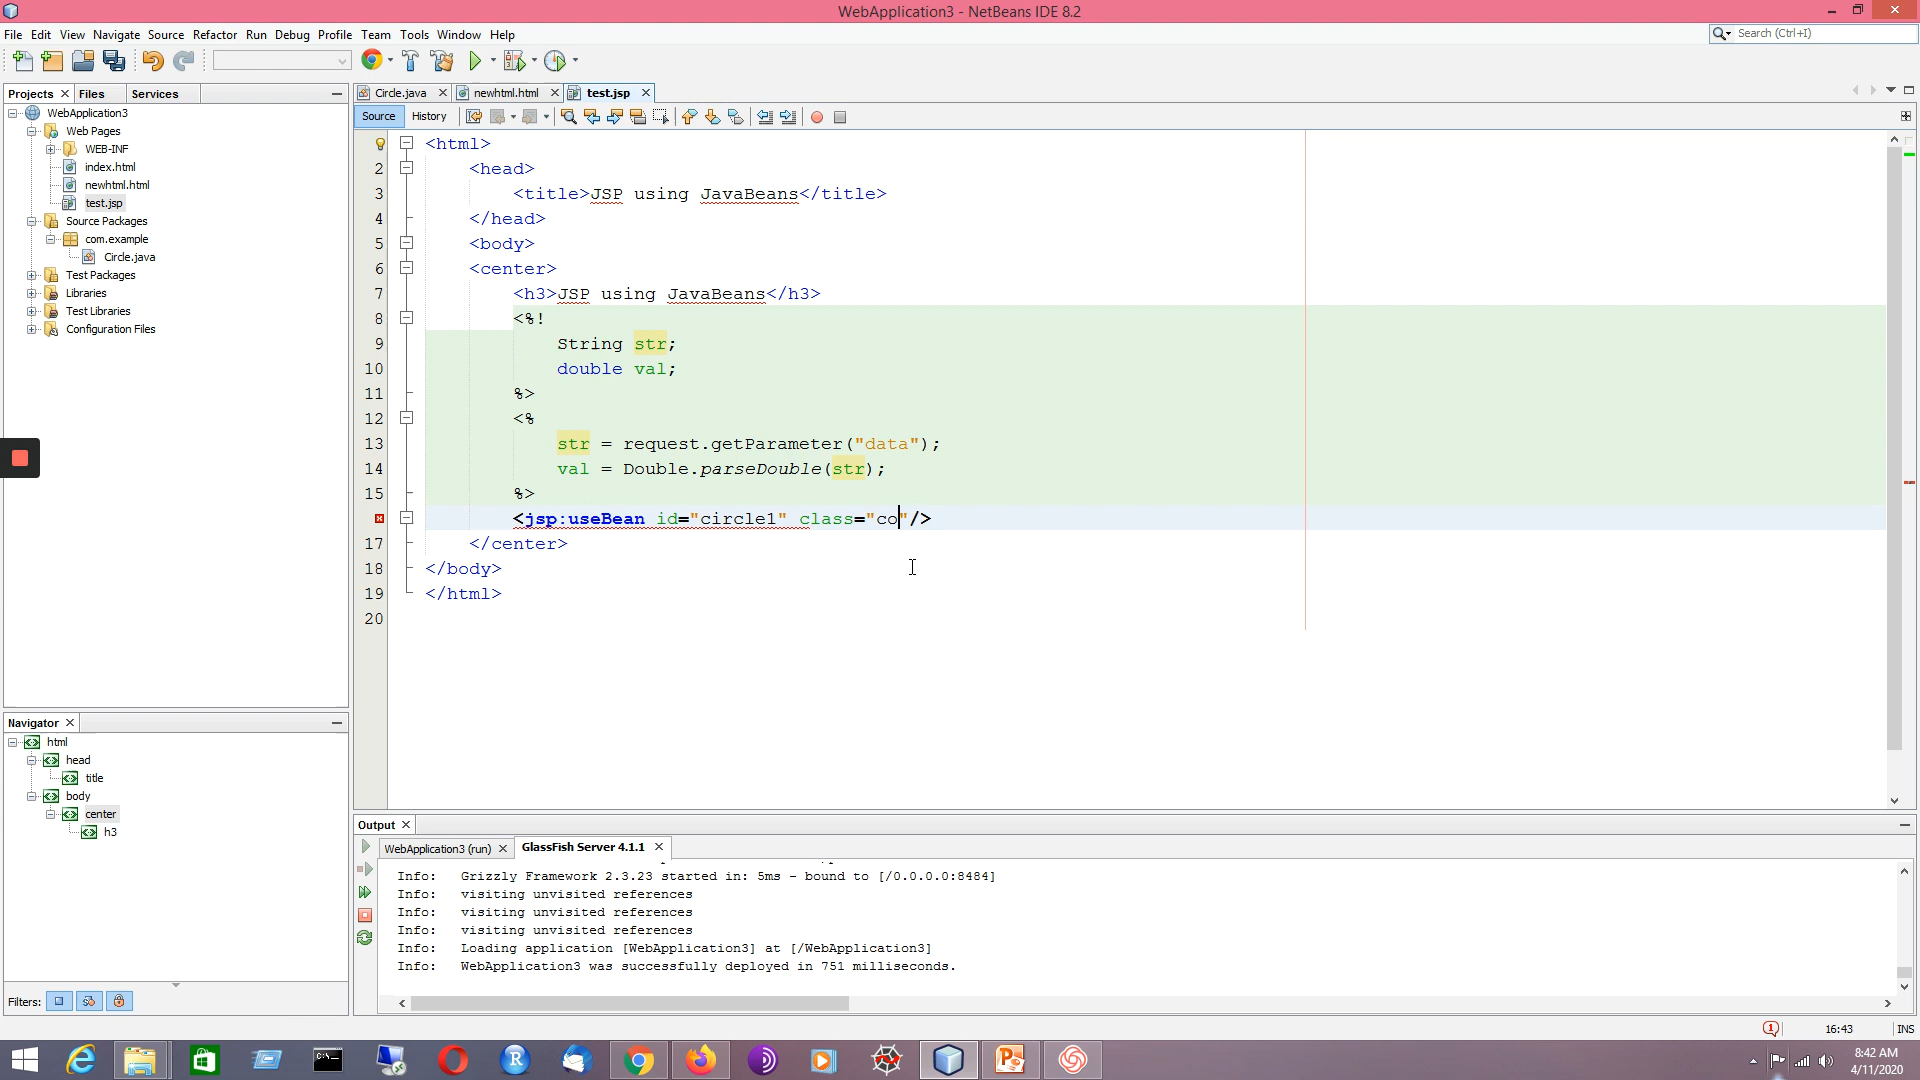 WebApplication3 - NetBeans IDE 8.2
File Edit View Navigate Source Refactor Run Debug Profile Team Tools Window Help
Search (Ctrl+I)
Projects Files Services
Circle.java newhtml.html test.jsp
Source History
WebApplication3
Web Pages
WEB-INF
index.html
newhtml.html
test.jsp
Source Packages
com.example
Circle.java
Test Packages
Libraries
Test Libraries
Configuration Files
<html>
2 <head>
3 <title>JSP using JavaBeans</title>
4 </head>
5 <body>
6 <center>
7 <h3>JSP using JavaBeans</h3>
8 <%!
9 String str;
10 double val;
11 %>
12 <%
13 str = request.getParameter("data");
14 val = Double.parseDouble(str);
15 %>
<jsp:useBean id="circle1" class="co"/>
17 </center>
18 </body>
19 </html>
20
Navigator
html
head
title
body
center
h3
Filters:
Output
WebApplication3 (run) GlassFish Server 4.1.1
Info: Grizzly Framework 2.3.23 started in: 5ms - bound to [/0.0.0.0:8484]
Info: visiting unvisited references
Info: visiting unvisited references
Info: visiting unvisited references
Info: Loading application [WebApplication3] at [/WebApplication3]
Info: WebApplication3 was successfully deployed in 751 milliseconds.
1 16:43 INS
8:42 AM
4/11/2020